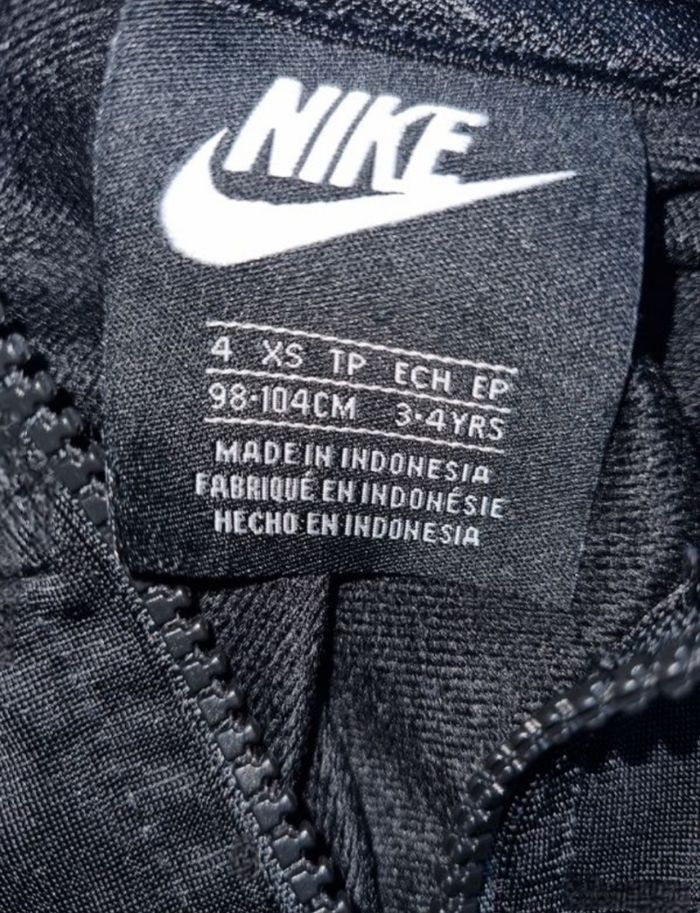 NIKE
4 XS TP ECH EP
98-104CM 3-4YRS
MADE IN INDONESIA
FABRIQUÉ EN INDONÉSIE
HECHO EN INDONESIA